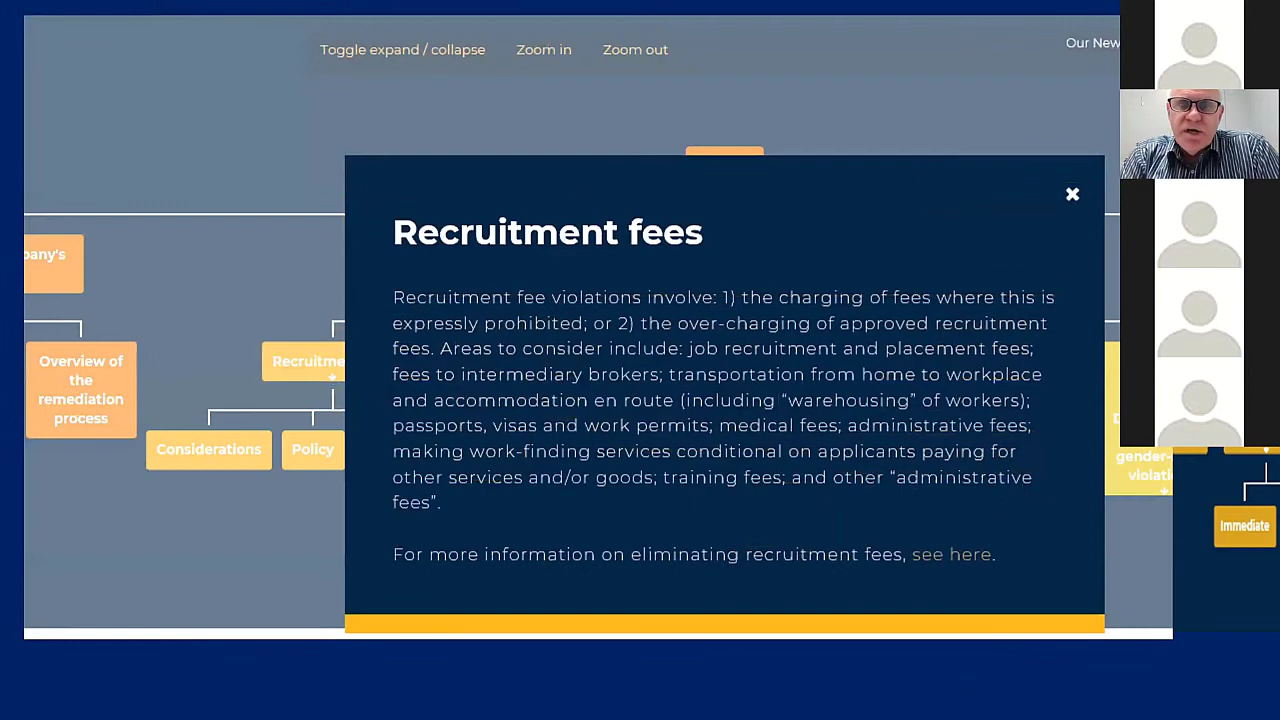 Toggle expand / collapse Zoom in Zoom out
Our New
✖
Recruitment fees
Recruitment fee violations involve: 1) the charging of fees where this is
expressly prohibited; or 2) the over-charging of approved recruitment
fees. Areas to consider include: job recruitment and placement fees;
fees to intermediary brokers; transportation from home to workplace
and accommodation en route (including “warehousing” of workers);
passports, visas and work permits; medical fees; administrative fees;
making work-finding services conditional on applicants paying for
other services and/or goods; training fees; and other “administrative
fees”.
For more information on eliminating recruitment fees, see here.
pany's
Overview of
the
remediation
process
Recruitme
Considerations
Policy
D
gender-
violati
Immediate